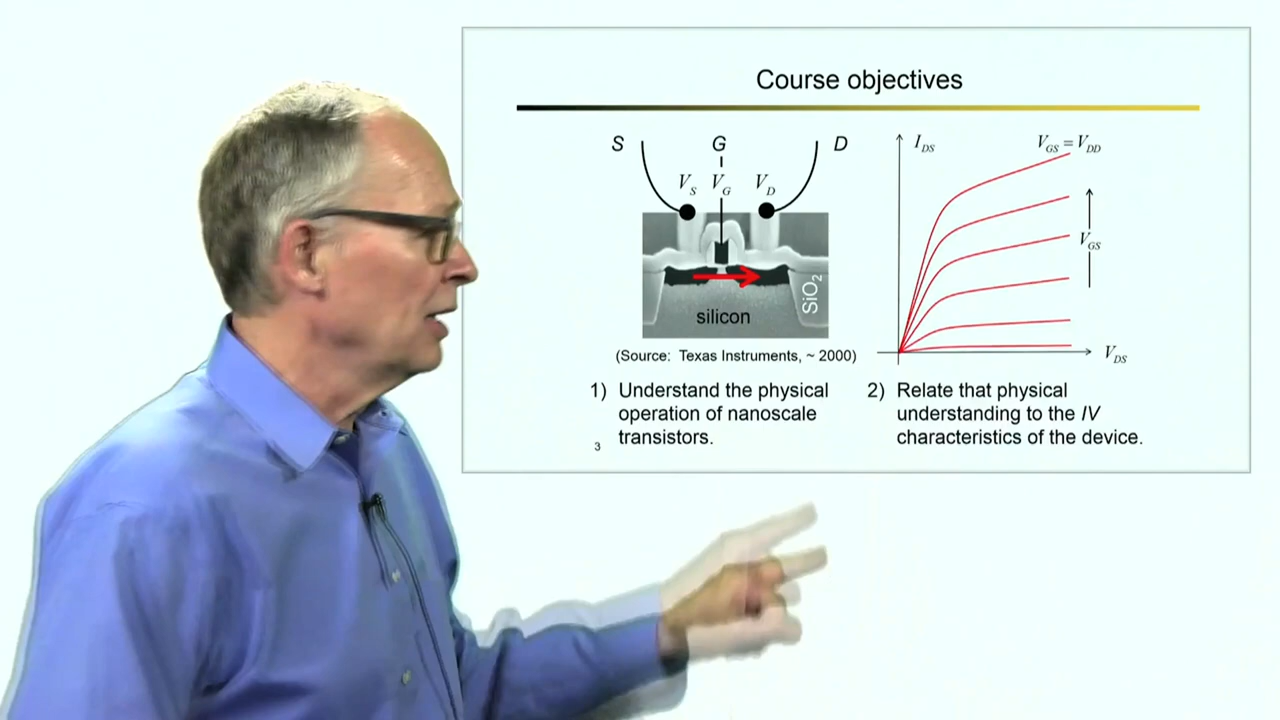 Course objectives
S G D
V_S V_G V_D
silicon
SiO₂
(Source: Texas Instruments, ~ 2000)
I_DS
V_GS = V_DD
V_GS
V_DS
1) Understand the physical
operation of nanoscale
transistors.
2) Relate that physical
understanding to the IV
characteristics of the device.
3